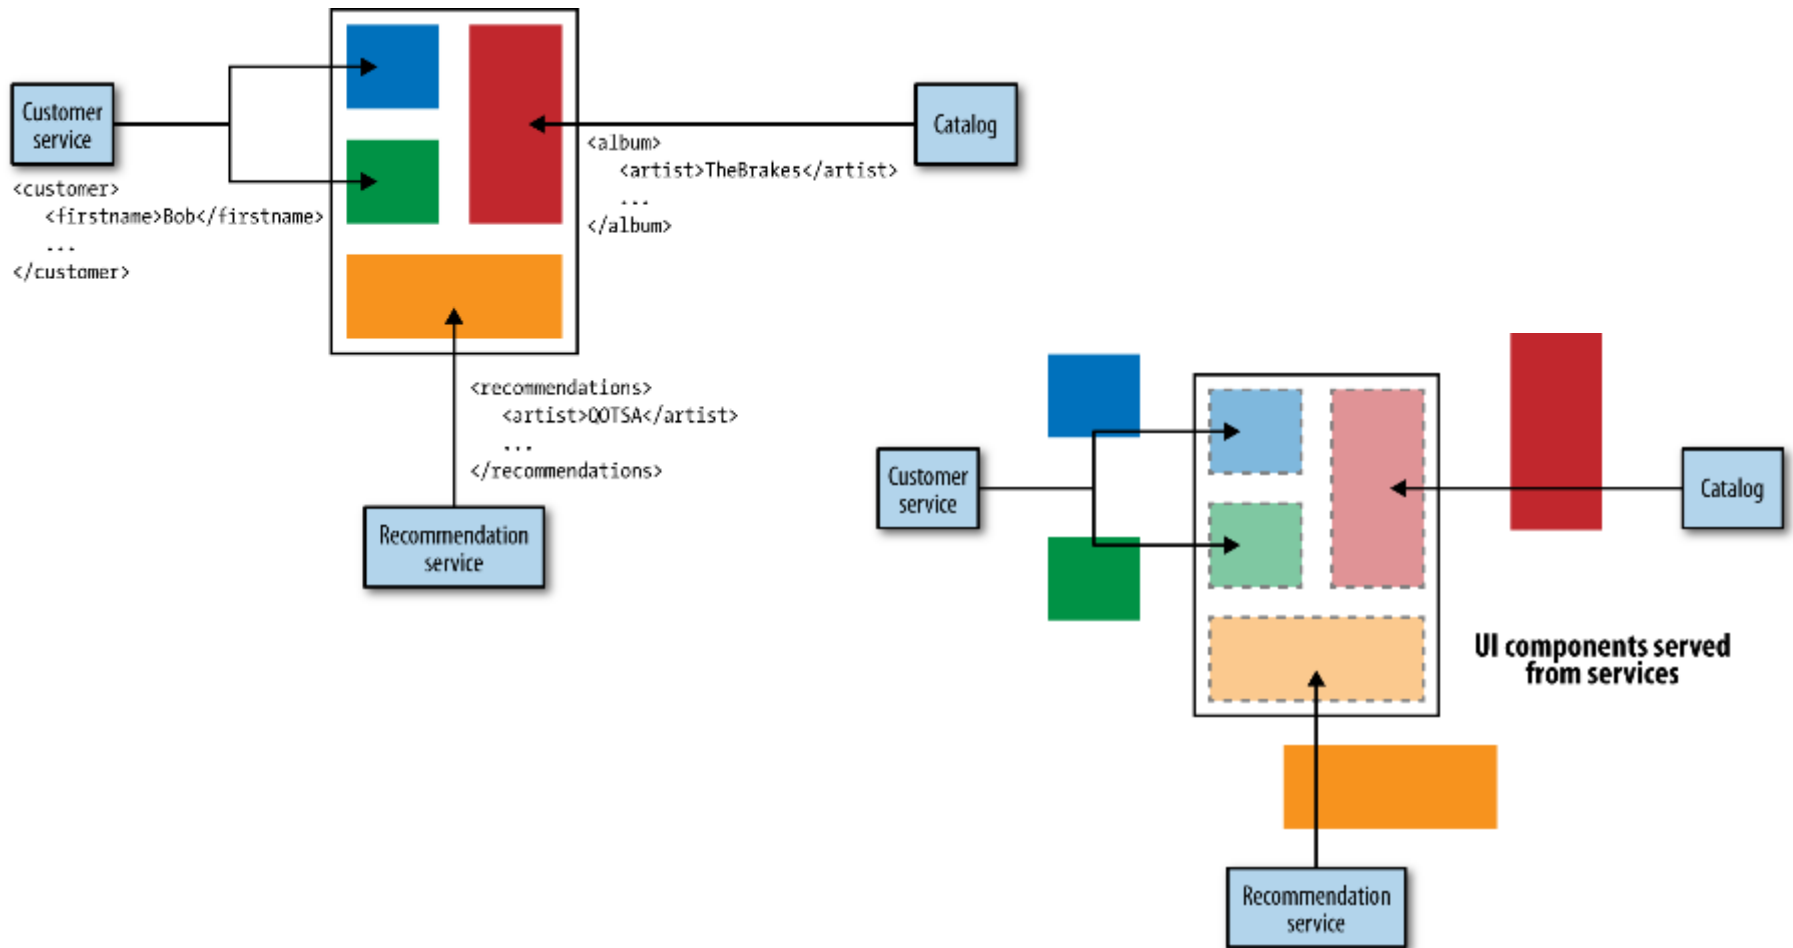 Customer
service
<customer>
<firstname>Bob</firstname>
...
</customer>
<album>
<artist>TheBrakes</artist>
...
</album>
Catalog
<recommendations>
<artist>QOTSA</artist>
...
</recommendations>
Recommendation
service
Customer
service
Catalog
UI components served
from services
Recommendation
service